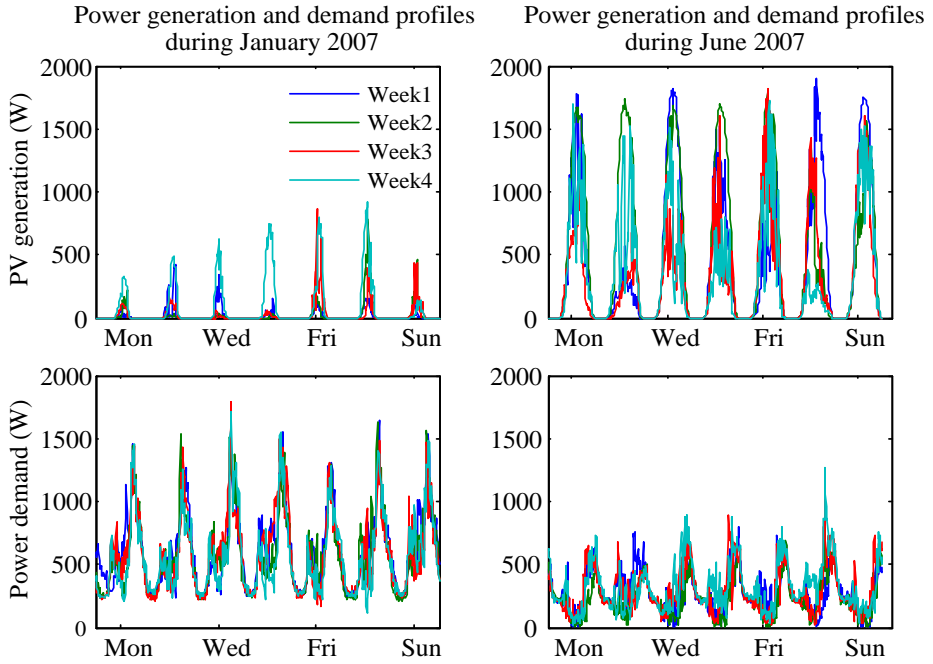 Power generation and demand profiles
during January 2007
Power generation and demand profiles
during June 2007
PV generation (W)
2000
1500
1000
500
0
Week1
Week2
Week3
Week4
Mon Wed Fri Sun
2000
1500
1000
500
0
Mon Wed Fri Sun
Power demand (W)
2000
1500
1000
500
0
Mon Wed Fri Sun
2000
1500
1000
500
0
Mon Wed Fri Sun